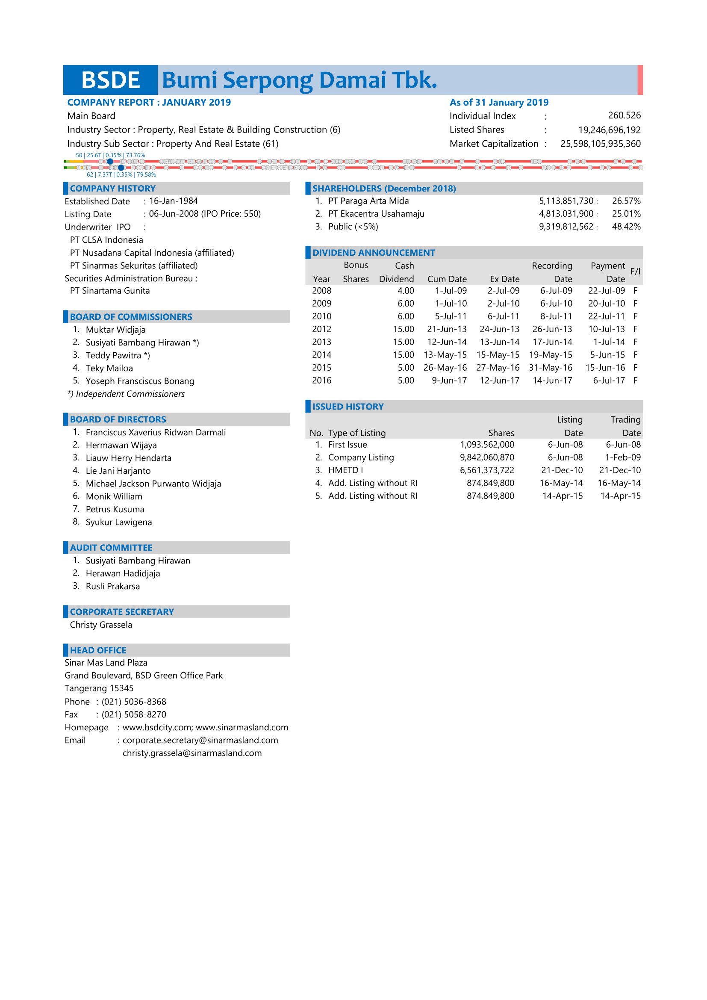 BSDE Bumi Serpong Damai Tbk.
COMPANY REPORT : JANUARY 2019
Main Board
Industry Sector : Property, Real Estate & Building Construction (6)
Industry Sub Sector : Property And Real Estate (61)
As of 31 January 2019
Individual Index : 260.526
Listed Shares : 19,246,696,192
Market Capitalization : 25,598,105,935,360
50 | 25.6T | 0.35% | 73.76%
62 | 7.37T | 0.35% | 79.58%
COMPANY HISTORY
Established Date : 16-Jan-1984
Listing Date : 06-Jun-2008 (IPO Price: 550)
Underwriter IPO :
PT CLSA Indonesia
PT Nusadana Capital Indonesia (affiliated)
PT Sinarmas Sekuritas (affiliated)
Securities Administration Bureau :
PT Sinartama Gunita
BOARD OF COMMISSIONERS
1. Muktar Widjaja
2. Susiyati Bambang Hirawan *)
3. Teddy Pawitra *)
4. Teky Mailoa
5. Yoseph Fransciscus Bonang
*) Independent Commissioners
BOARD OF DIRECTORS
1. Franciscus Xaverius Ridwan Darmali
2. Hermawan Wijaya
3. Liauw Herry Hendarta
4. Lie Jani Harjanto
5. Michael Jackson Purwanto Widjaja
6. Monik William
7. Petrus Kusuma
8. Syukur Lawigena
AUDIT COMMITTEE
1. Susiyati Bambang Hirawan
2. Herawan Hadidjaja
3. Rusli Prakarsa
CORPORATE SECRETARY
Christy Grassela
HEAD OFFICE
Sinar Mas Land Plaza
Grand Boulevard, BSD Green Office Park
Tangerang 15345
Phone : (021) 5036-8368
Fax : (021) 5058-8270
Homepage : www.bsdcity.com; www.sinarmasland.com
Email : corporate.secretary@sinarmasland.com
christy.grassela@sinarmasland.com
SHAREHOLDERS (December 2018)
1. PT Paraga Arta Mida 5,113,851,730 : 26.57%
2. PT Ekacentra Usahamaju 4,813,031,900 : 25.01%
3. Public (<5%) 9,319,812,562 : 48.42%
DIVIDEND ANNOUNCEMENT
Bonus Cash Recording Payment F/I
Year Shares Dividend Cum Date Ex Date Date Date
2008 4.00 1-Jul-09 2-Jul-09 6-Jul-09 22-Jul-09 F
2009 6.00 1-Jul-10 2-Jul-10 6-Jul-10 20-Jul-10 F
2010 6.00 5-Jul-11 6-Jul-11 8-Jul-11 22-Jul-11 F
2012 15.00 21-Jun-13 24-Jun-13 26-Jun-13 10-Jul-13 F
2013 15.00 12-Jun-14 13-Jun-14 17-Jun-14 1-Jul-14 F
2014 15.00 13-May-15 15-May-15 19-May-15 5-Jun-15 F
2015 5.00 26-May-16 27-May-16 31-May-16 15-Jun-16 F
2016 5.00 9-Jun-17 12-Jun-17 14-Jun-17 6-Jul-17 F
ISSUED HISTORY
Listing Trading
No. Type of Listing Shares Date Date
1. First Issue 1,093,562,000 6-Jun-08 6-Jun-08
2. Company Listing 9,842,060,870 6-Jun-08 1-Feb-09
3. HMETD I 6,561,373,722 21-Dec-10 21-Dec-10
4. Add. Listing without RI 874,849,800 16-May-14 16-May-14
5. Add. Listing without RI 874,849,800 14-Apr-15 14-Apr-15